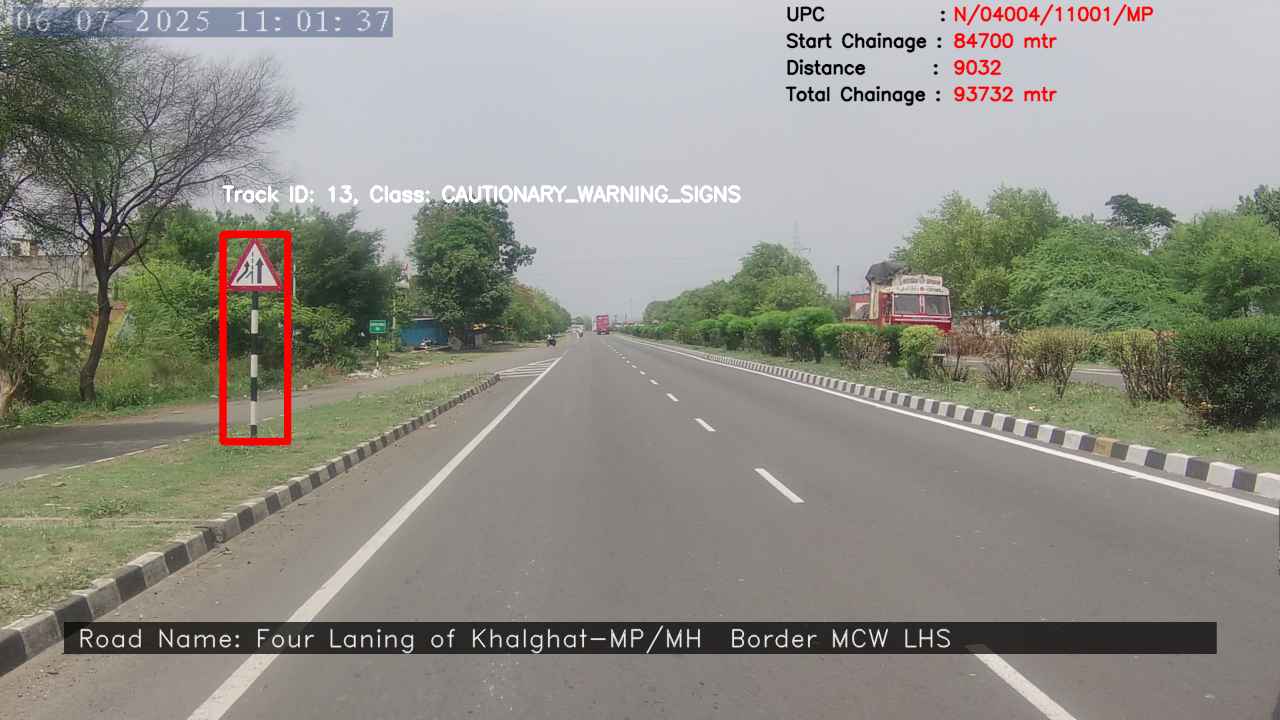 06-07-2025 11:01:37
UPC : N/04004/11001/MP
Start Chainage : 84700 mtr
Distance : 9032
Total Chainage : 93732 mtr
Track ID: 13, Class: CAUTIONARY_WARNING_SIGNS
Road Name: Four Laning of Khalghat-MP/MH Border MCW LHS